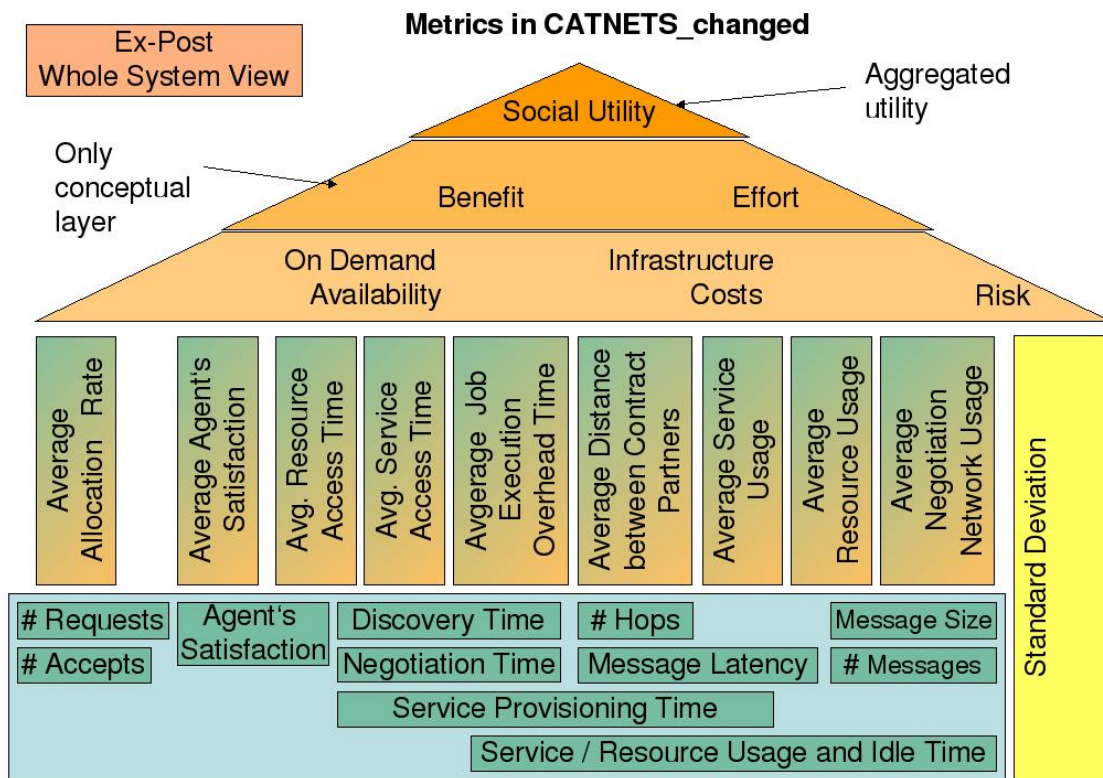 Metrics in CATNETS_changed
Ex-Post
Whole System View
Aggregated
utility
Social Utility
Only
conceptual
layer
Benefit
Effort
On Demand
Availability
Infrastructure
Costs
Risk
Average
Allocation Rate
Average Agent‘s
Satisfaction
Avg. Resource
Access Time
Avg. Service
Access Time
Avgerage Job
Execution
Overhead Time
Average Distance
between Contract
Partners
Average Service
Usage
Average
Resource Usage
Average
Negotiation
Network Usage
Standard Deviation
# Requests
# Accepts
Agent‘s
Satisfaction
Discovery Time
Negotiation Time
# Hops
Message Latency
Message Size
# Messages
Service Provisioning Time
Service / Resource Usage and Idle Time